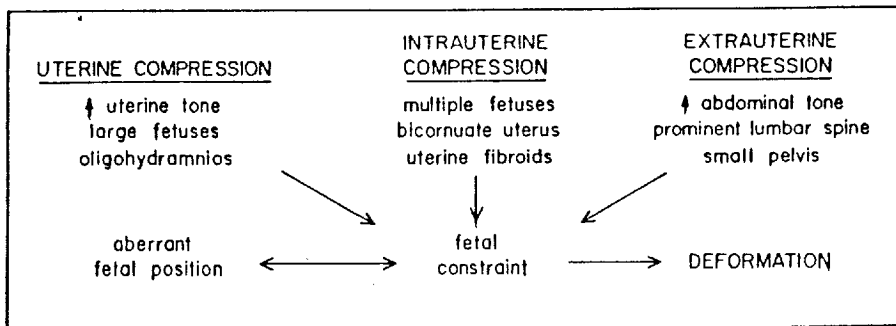 UTERINE COMPRESSION
↑ uterine tone
large fetuses
oligohydramnios
INTRAUTERINE
COMPRESSION
multiple fetuses
bicornuate uterus
uterine fibroids
EXTRAUTERINE
COMPRESSION
↑ abdominal tone
prominent lumbar spine
small pelvis
aberrant
fetal position
fetal
constraint
DEFORMATION